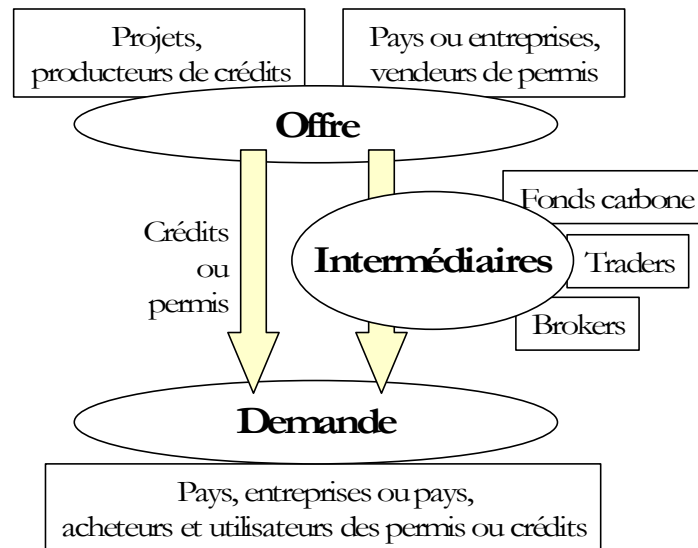 Projets,
producteurs de crédits
Pays ou entreprises,
vendeurs de permis
Offre
Fonds carbone
Crédits
ou
permis
Intermédiaires
Traders
Brokers
Demande
Pays, entreprises ou pays,
acheteurs et utilisateurs des permis ou crédits